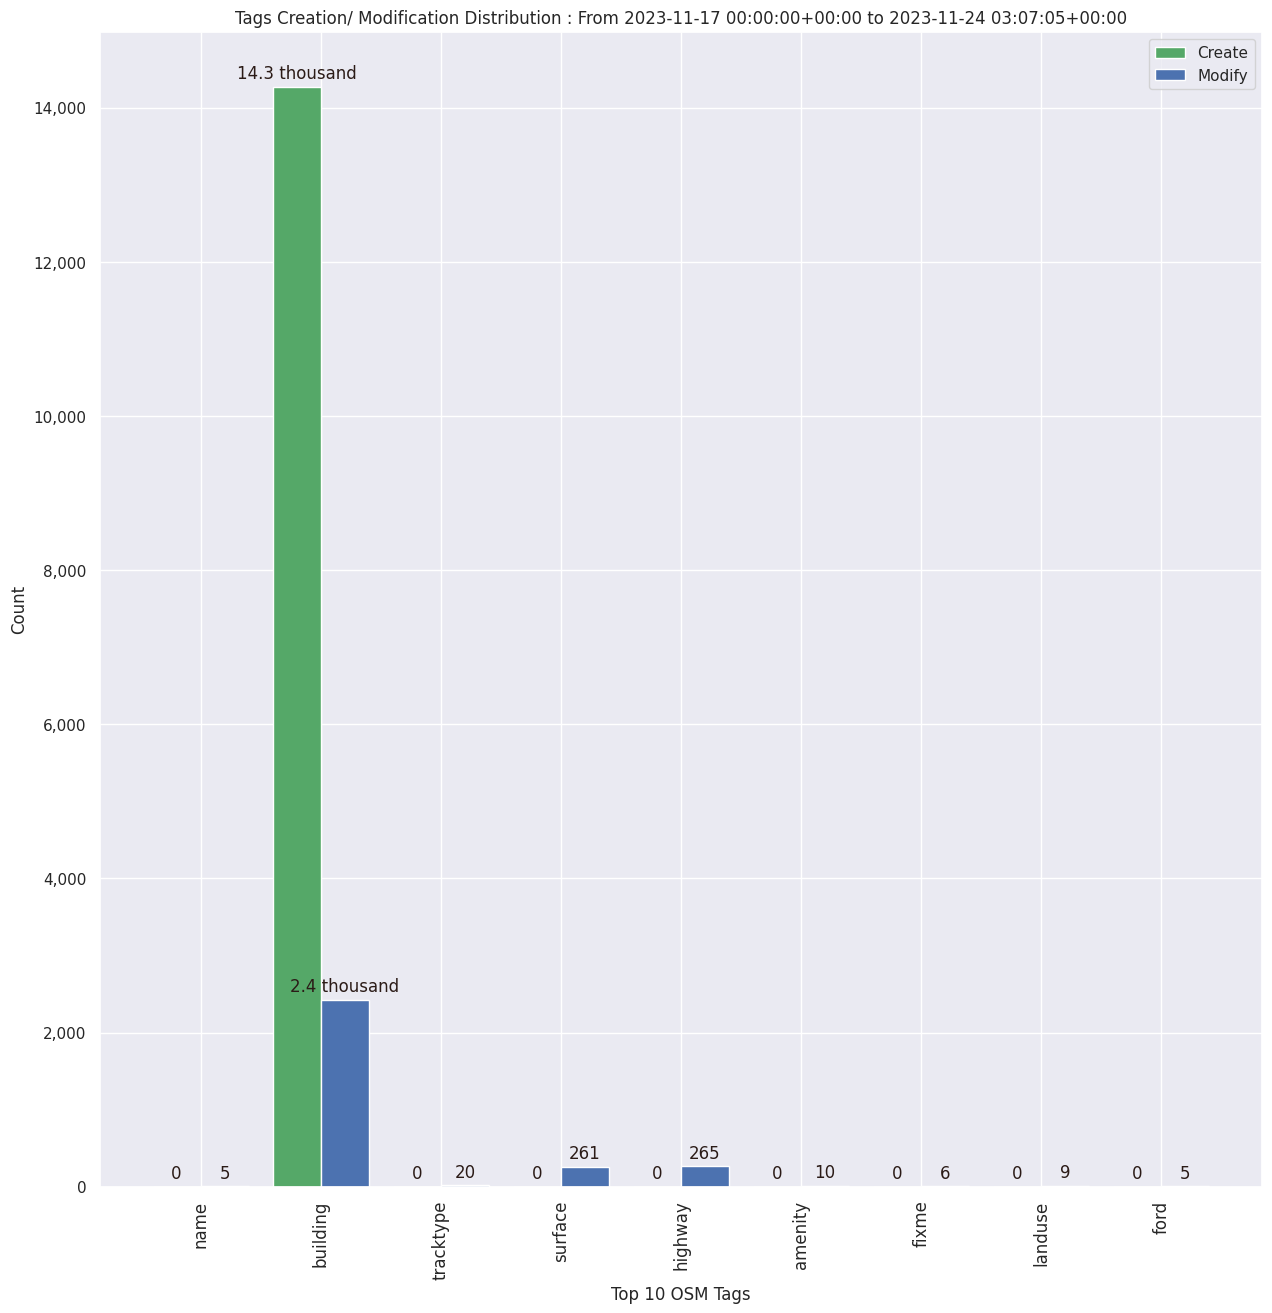 Tags Creation/ Modification Distribution : From 2023-11-17 00:00:00+00:00 to 2023-11-24 03:07:05+00:00
Create
Modify
14.3 thousand
14,000
12,000
10,000
8,000
6,000
4,000
2,000
0
Count
2.4 thousand
0 5
0 20
0 261
0 265
0 10
0 6
0 9
0 5
name
building
tracktype
surface
highway
amenity
fixme
landuse
ford
Top 10 OSM Tags